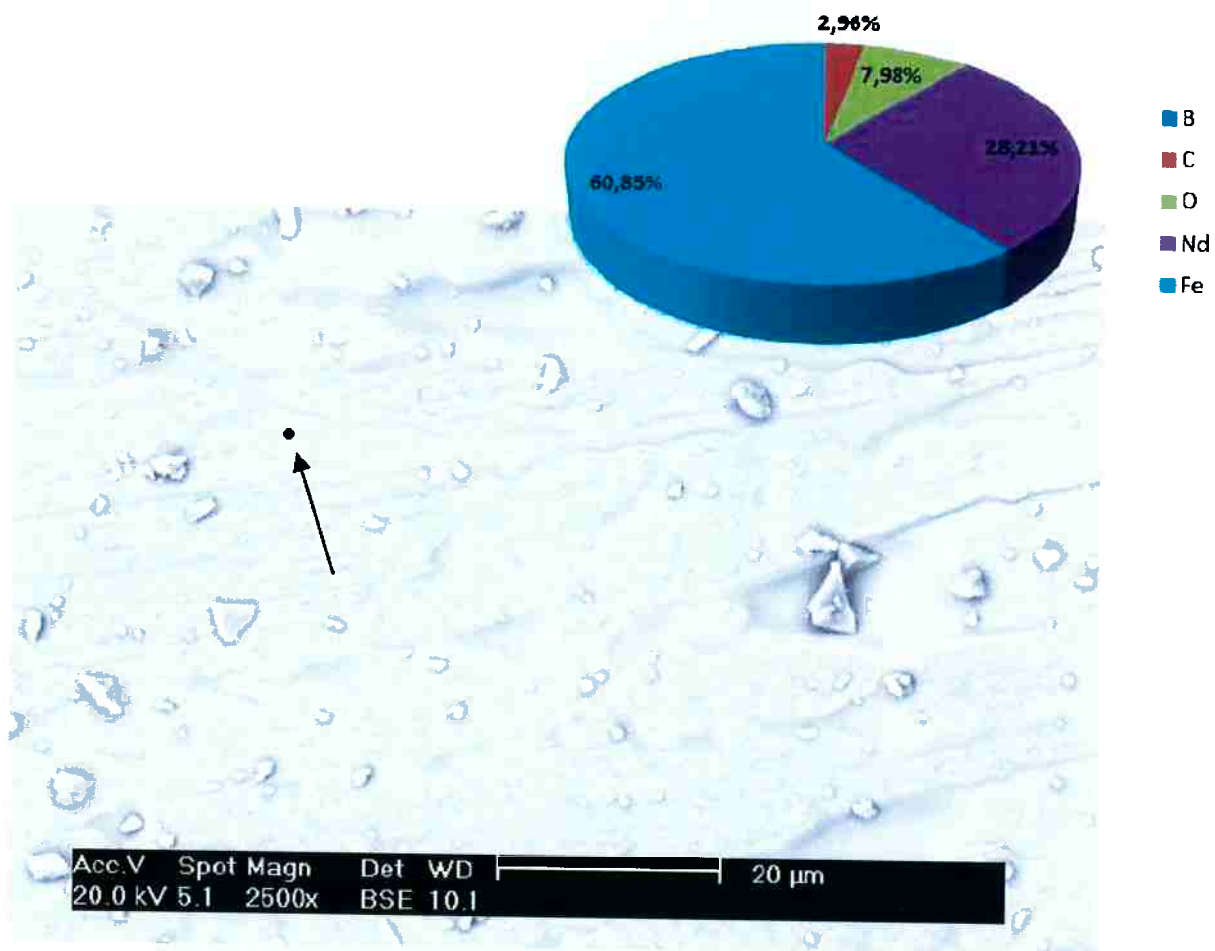 2,96%
7,98%
28,21%
60,85%
B
C
O
Nd
Fe
Acc.V Spot Magn Det WD 20 µm
20.0 kV 5.1 2500x BSE 10.1